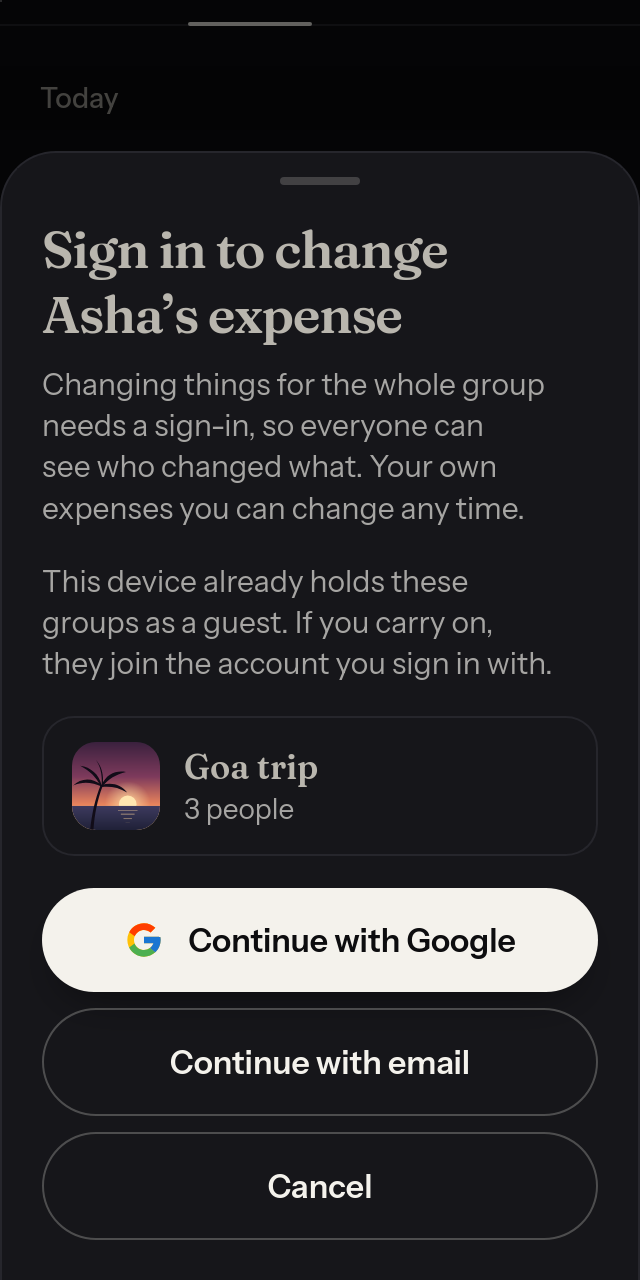 Today
Sign in to change
Asha’s expense
Changing things for the whole group
needs a sign-in, so everyone can
see who changed what. Your own
expenses you can change any time.
This device already holds these
groups as a guest. If you carry on,
they join the account you sign in with.
Goa trip
3 people
Continue with Google
Continue with email
Cancel